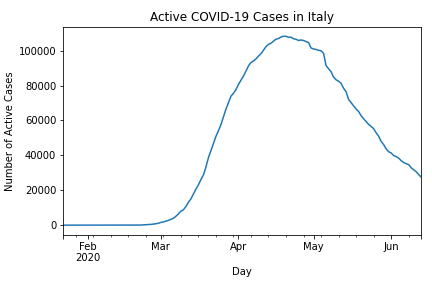 Active COVID-19 Cases in Italy
Number of Active Cases
100000
80000
60000
40000
20000
0
Feb Mar Apr May Jun
2020
Day